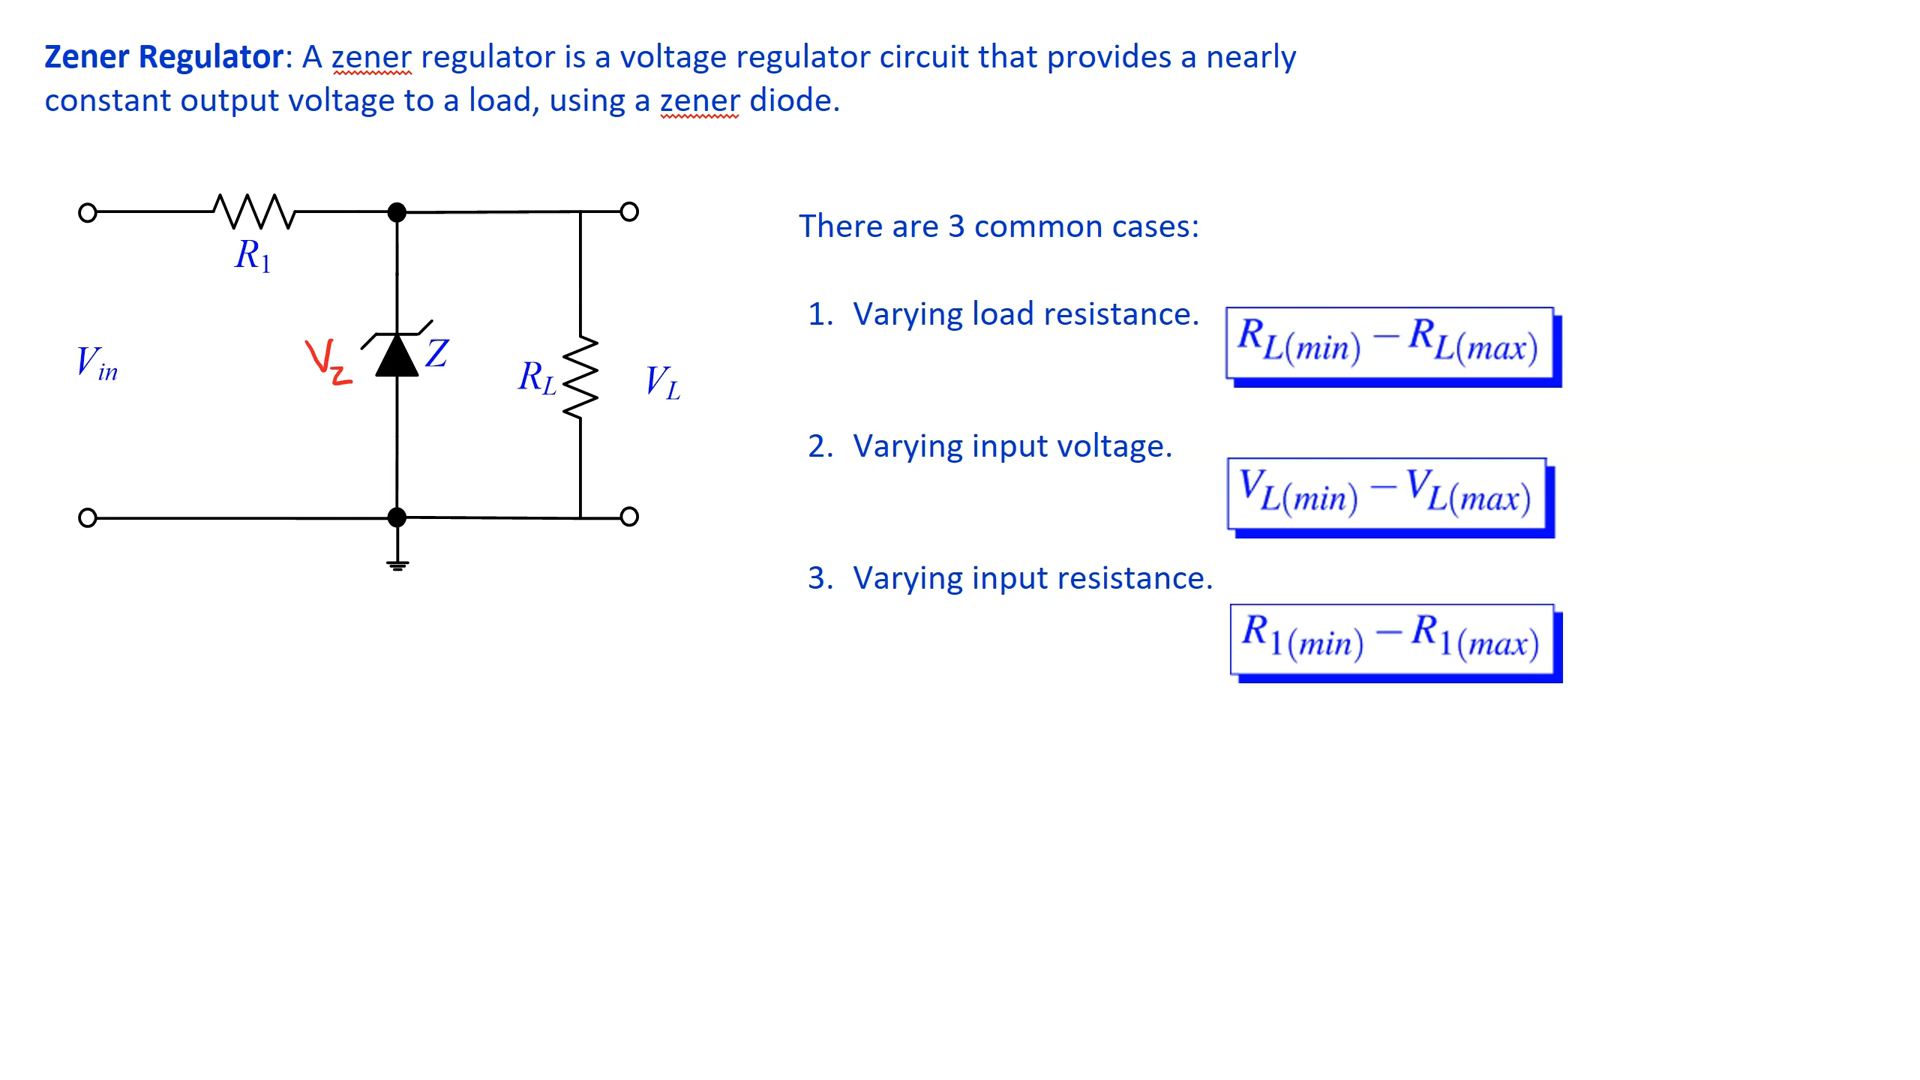 Zener Regulator: A zener regulator is a voltage regulator circuit that provides a nearly
constant output voltage to a load, using a zener diode.
R1
Vin
VZ
Z
RL
VL
There are 3 common cases:
1. Varying load resistance.
RL(min) – RL(max)
2. Varying input voltage.
VL(min) – VL(max)
3. Varying input resistance.
R1(min) – R1(max)